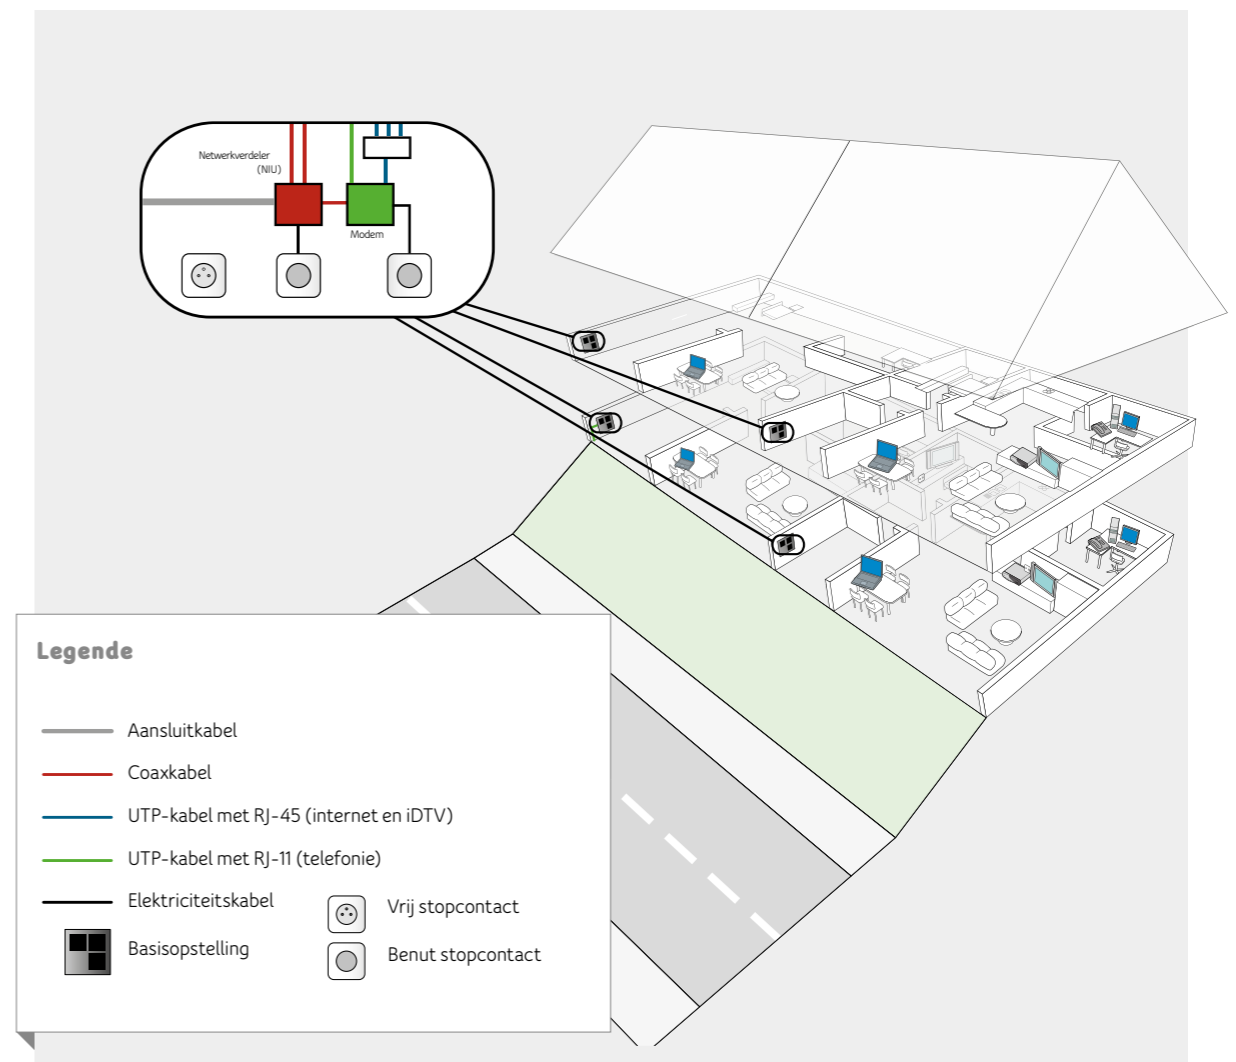 Netwerkverdeler
(NIU)
Modem
Legende
Aansluitkabel
Coaxkabel
UTP-kabel met RJ-45 (internet en iDTV)
UTP-kabel met RJ-11 (telefonie)
Elektriciteitskabel
Vrij stopcontact
Basisopstelling
Benut stopcontact